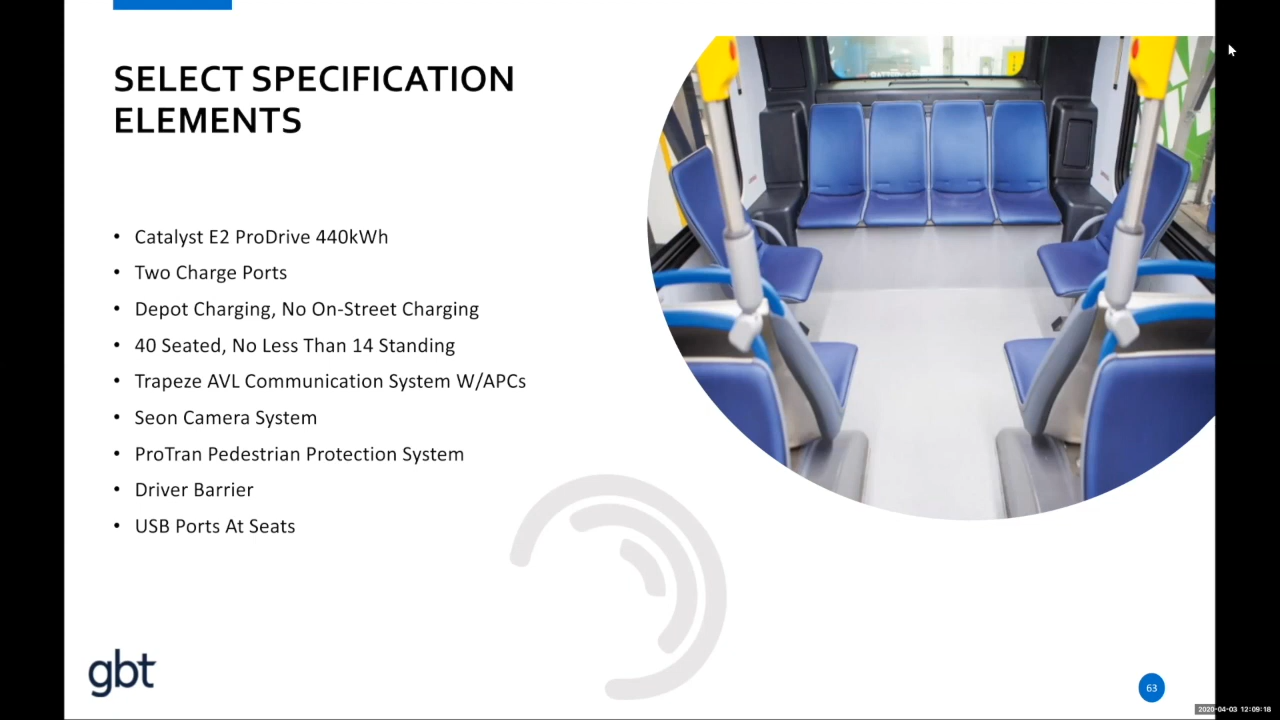 SELECT SPECIFICATION
ELEMENTS
• Catalyst E2 ProDrive 440kWh
• Two Charge Ports
• Depot Charging, No On-Street Charging
• 40 Seated, No Less Than 14 Standing
• Trapeze AVL Communication System W/APCs
• Seon Camera System
• ProTran Pedestrian Protection System
• Driver Barrier
• USB Ports At Seats
gbt
63
2020-04-03 12:09:18